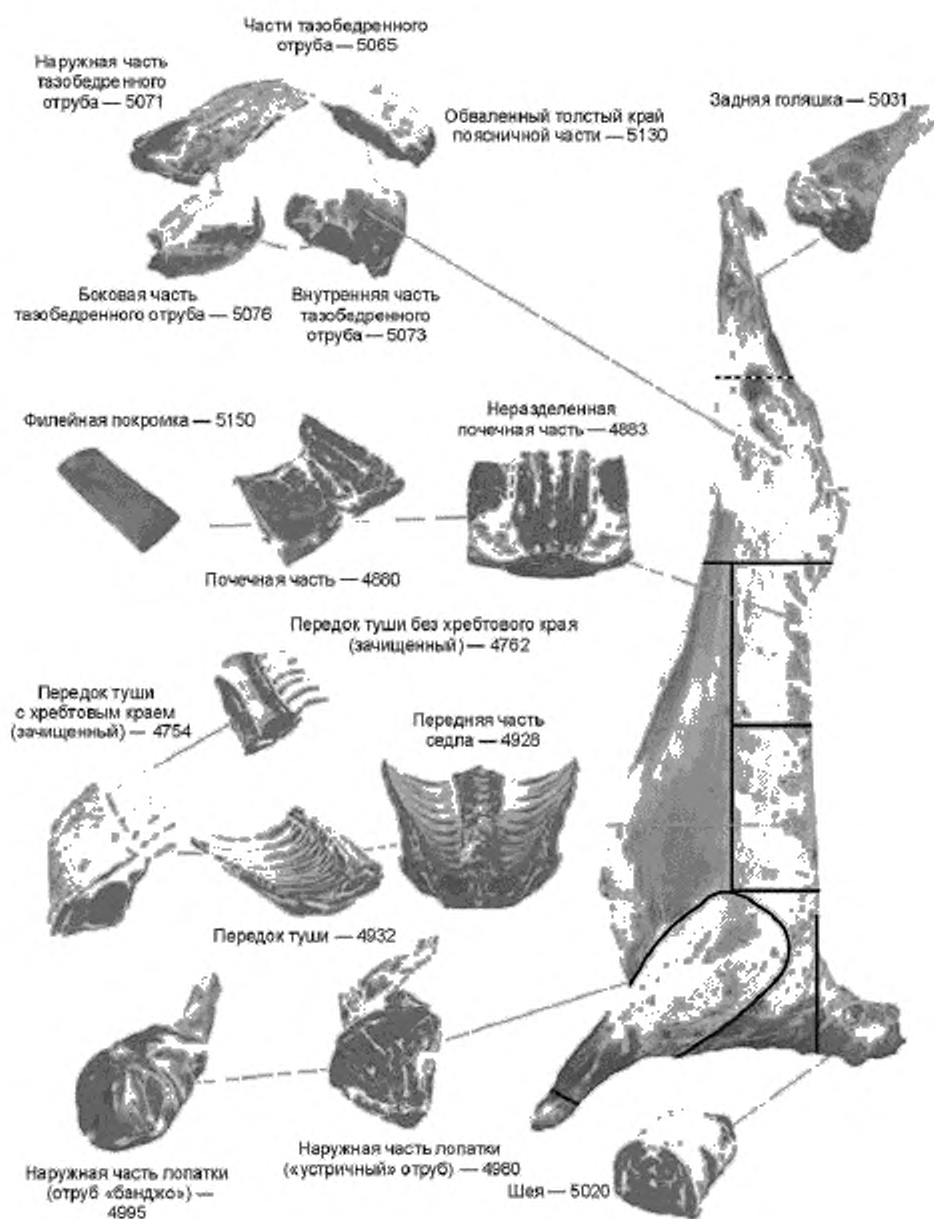 Части тазобедренного
отруба — 5065
Наружная часть
тазобедренного
отруба — 5071
Обваленный толстый край
поясничной части — 5130
Задняя голяшка — 5031
Боковая часть
тазобедренного отруба — 5076
Внутренняя часть
тазобедренного
отруба — 5073
Филейная покромка — 5150
Неразделенная
почечная часть — 4883
Почечная часть — 4880
Передок туши без хребтового края
(зачищенный) — 4762
Передок туши
с хребтовым краем
(зачищенный) — 4754
Передняя часть
седла — 4928
Передок туши — 4932
Наружная часть лопатки
(отруб «банджо») —
4995
Наружная часть лопатки
(«устричный» отруб) — 4980
Шея — 5020